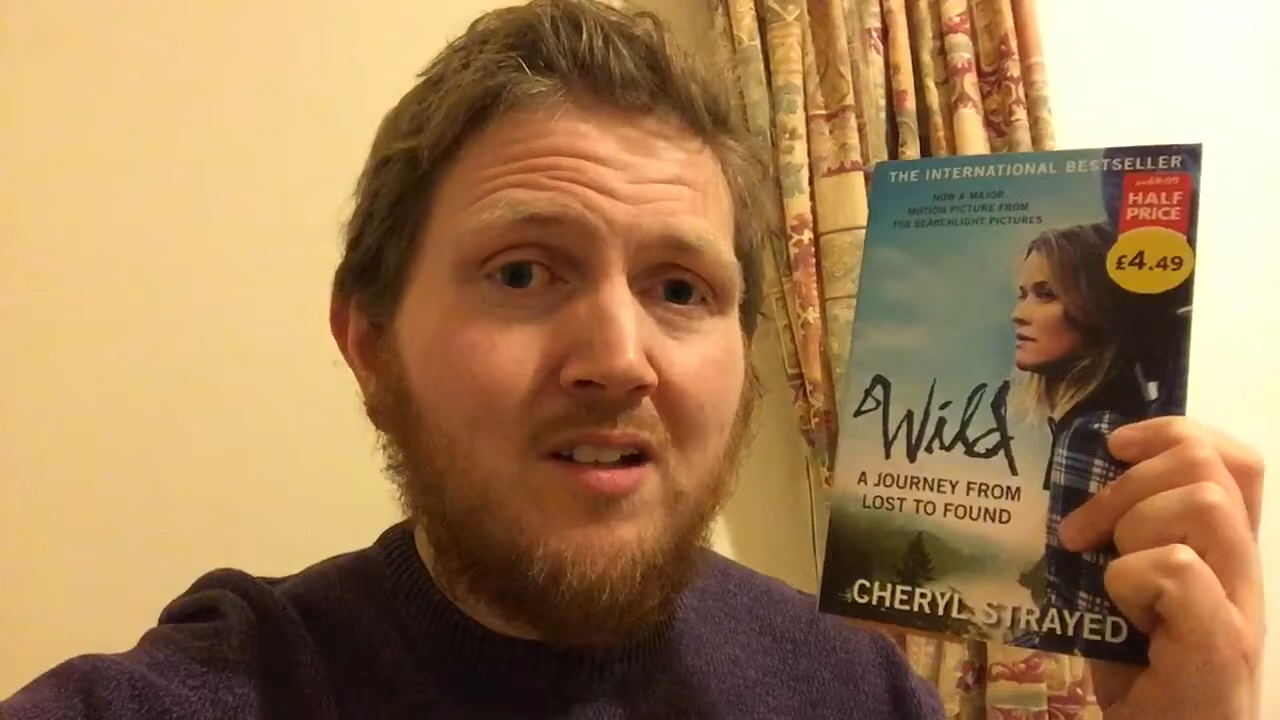 THE INTERNATIONAL BESTSELLER
NOW A MAJOR
MOTION PICTURE FROM
FOX SEARCHLIGHT PICTURES
HALF
PRICE
£4.49
Wild
A JOURNEY FROM
LOST TO FOUND
CHERYL STRAYED